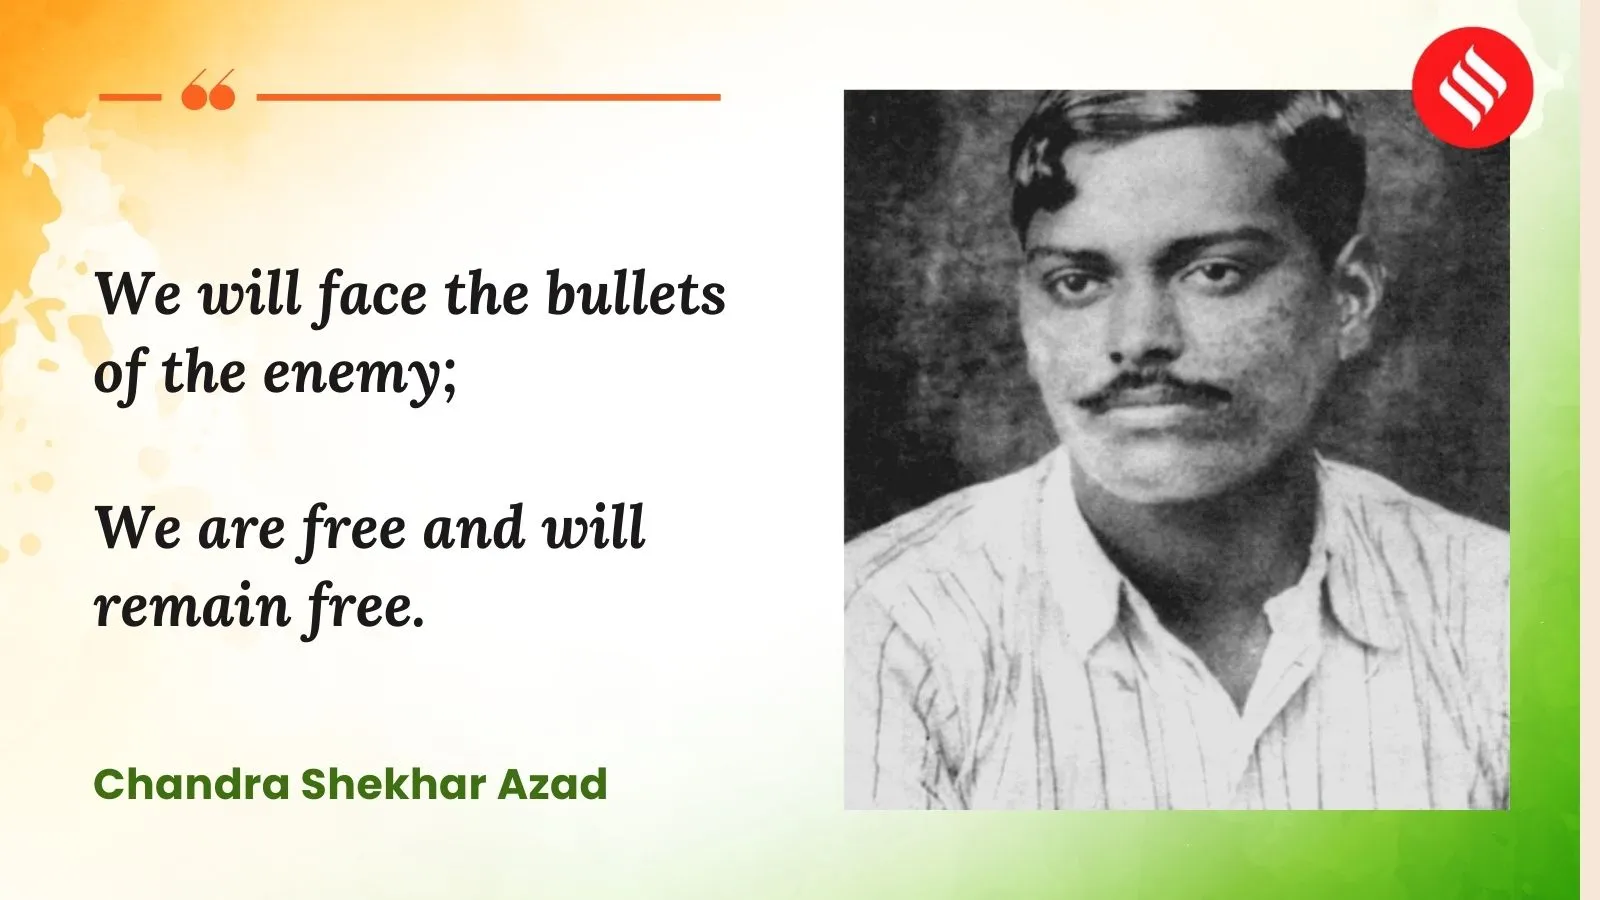 We will face the bullets
of the enemy;
We are free and will
remain free.
Chandra Shekhar Azad